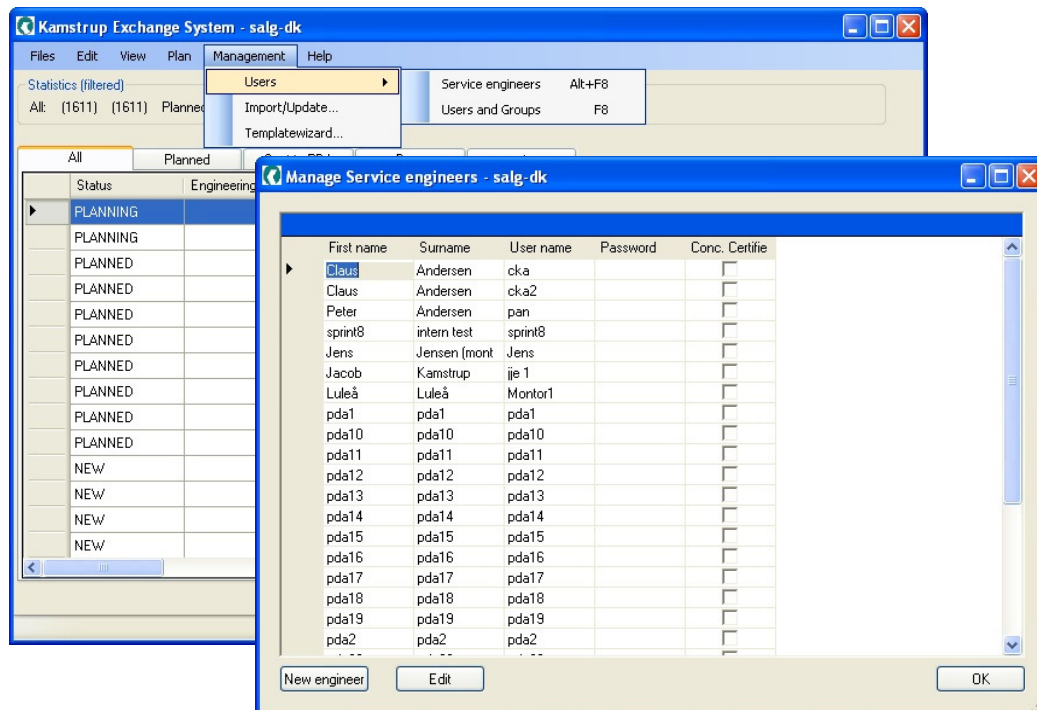 Kamstrup Exchange System - salg-dk
Files Edit View Plan Management Help
Statistics (filtered)
All: (1611) (1611) Planned
Users
Import/Update...
Templatewizard...
Service engineers Alt+F8
Users and Groups F8
All Planned
Status Engineering
PLANNING
PLANNING
PLANNED
PLANNED
PLANNED
PLANNED
PLANNED
PLANNED
PLANNED
PLANNED
NEW
NEW
NEW
NEW
Manage Service engineers - salg-dk
First name Surname User name Password Conc. Certifie
Claus Andersen cka
Claus Andersen cka2
Peter Andersen pan
sprint8 intern test sprint8
Jens Jensen (mont Jens
Jacob Kamstrup jje 1
Luleå Luleå Montor1
pda1 pda1 pda1
pda10 pda10 pda10
pda11 pda11 pda11
pda12 pda12 pda12
pda13 pda13 pda13
pda14 pda14 pda14
pda15 pda15 pda15
pda16 pda16 pda16
pda17 pda17 pda17
pda18 pda18 pda18
pda19 pda19 pda19
pda2 pda2 pda2
New engineer Edit OK